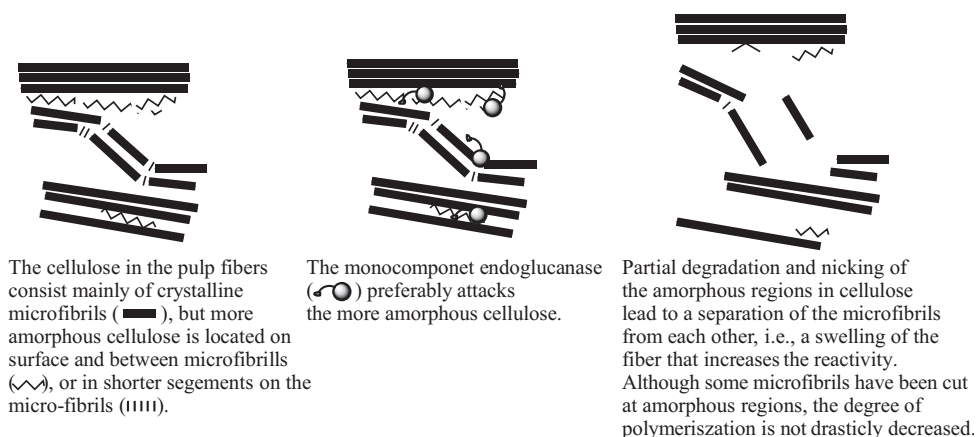 The cellulose in the pulp fibers
consist mainly of crystalline
microfibrils ( ), but more
amorphous cellulose is located on
surface and between microfibrills
( ), or in shorter segements on the
micro-fibrils ( ).
The monocomponet endoglucanase
( ) preferably attacks
the more amorphous cellulose.
Partial degradation and nicking of
the amorphous regions in cellulose
lead to a separation of the microfibrils
from each other, i.e., a swelling of the
fiber that increases the reactivity.
Although some microfibrils have been cut
at amorphous regions, the degree of
polymeriszation is not drasticly decreased.